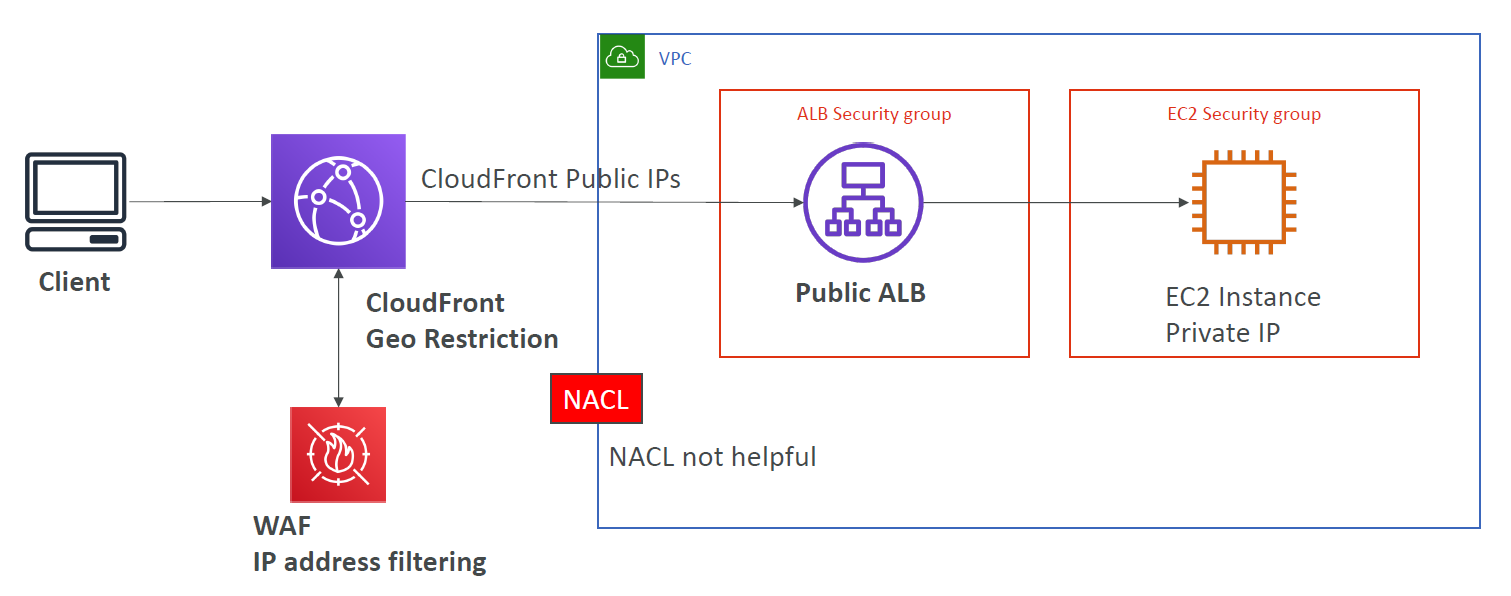 VPC
ALB Security group
EC2 Security group
CloudFront Public IPs
Client
Public ALB
CloudFront
Geo Restriction
EC2 Instance
Private IP
NACL
NACL not helpful
WAF
IP address filtering